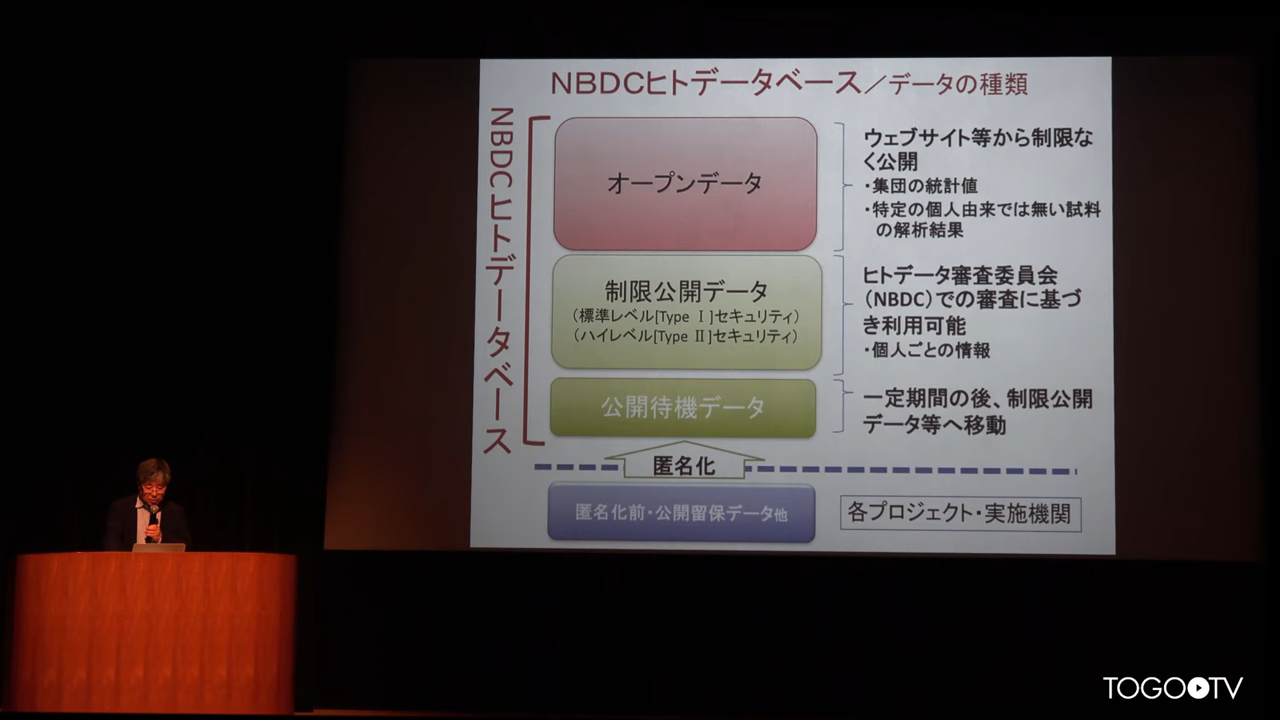 NBDCヒトデータベース／データの種類
NBDCヒトデータベース
オープンデータ
ウェブサイト等から制限な
く公開
・集団の統計値
・特定の個人由来では無い試料
の解析結果
制限公開データ
（標準レベル[Type Ⅰ]セキュリティ）
（ハイレベル[Type Ⅱ]セキュリティ）
ヒトデータ審査委員会
（NBDC）での審査に基づ
き利用可能
・個人ごとの情報
公開待機データ
一定期間の後、制限公開
データ等へ移動
匿名化
匿名化前・公開留保データ他
各プロジェクト・実施機関
TOGOTV